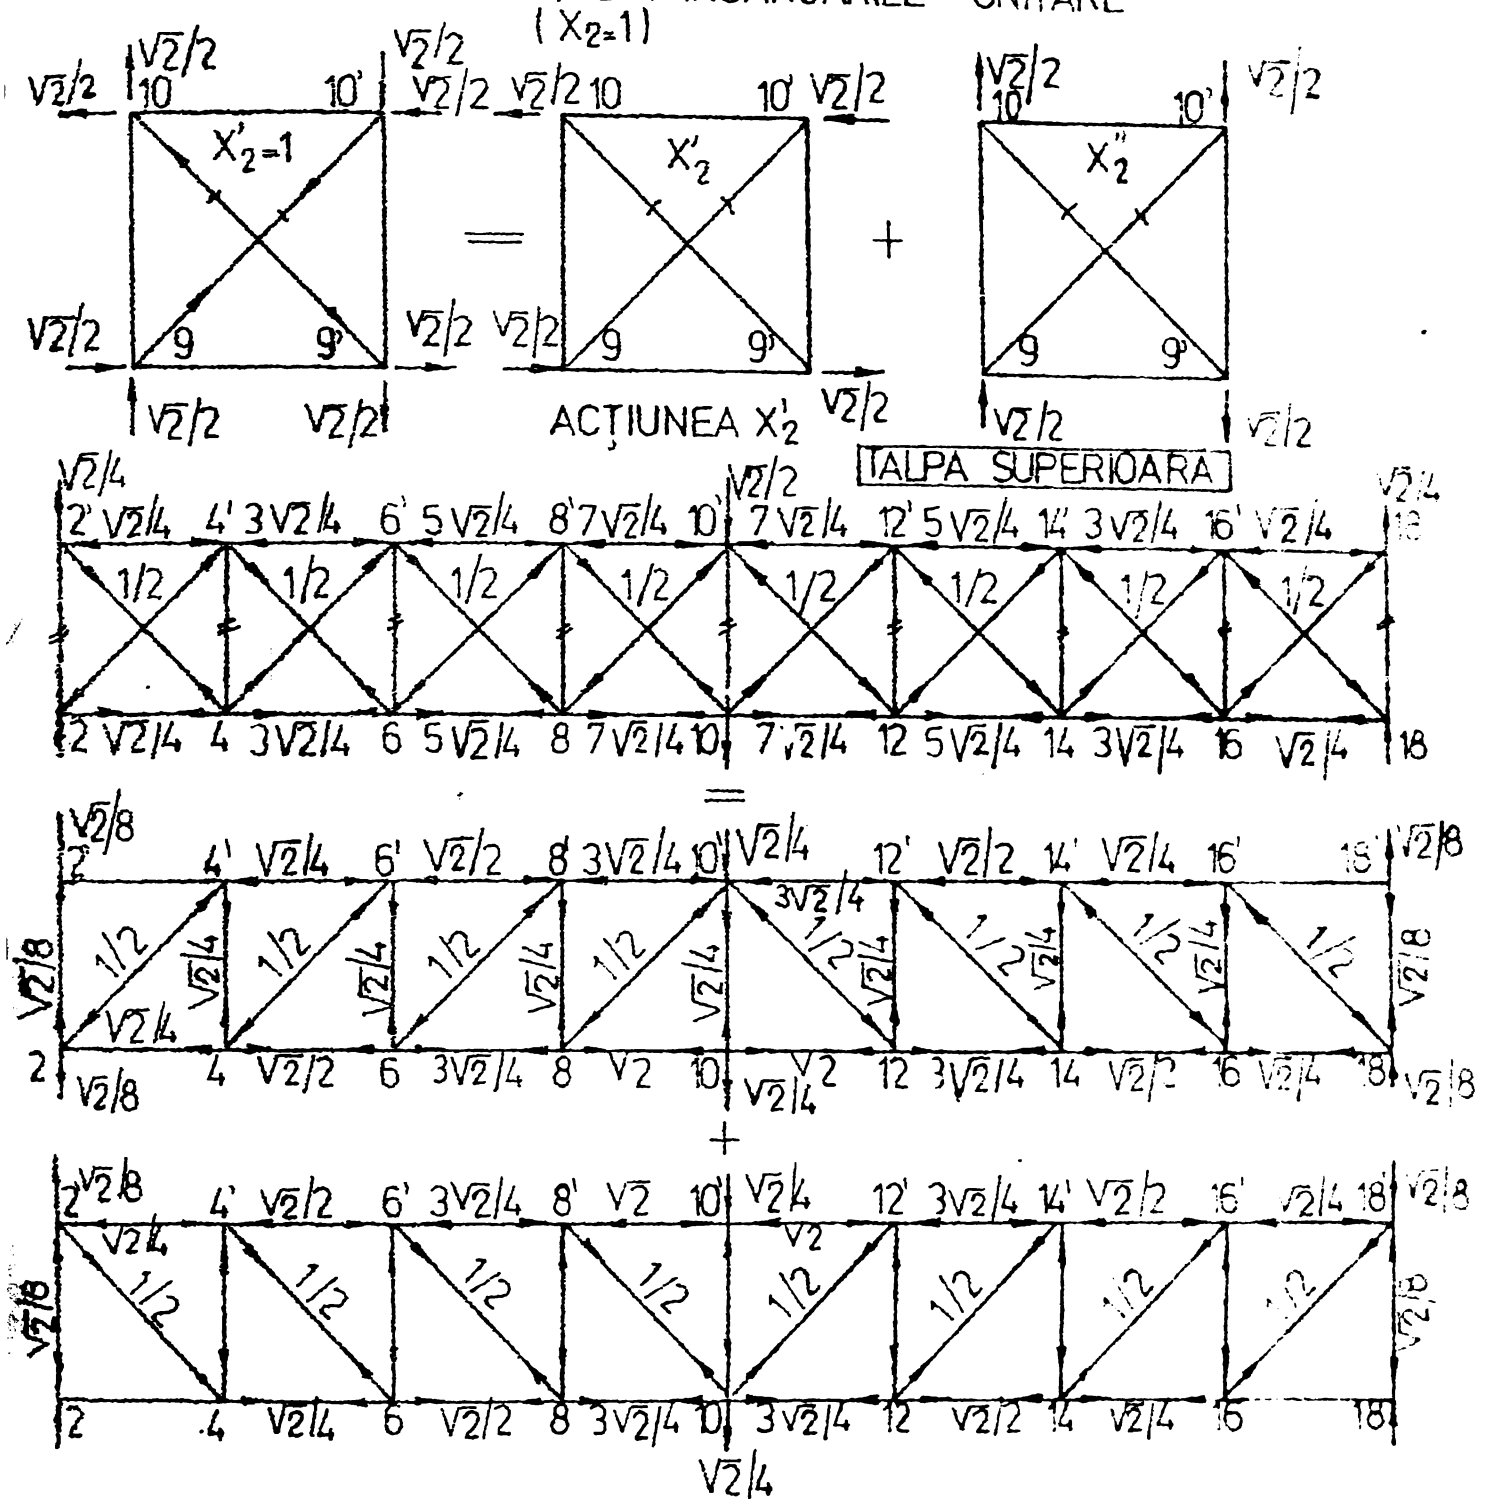 UNITARE
( X₂=1)
√2/2 √2/2
√2/2 10 10' √2/2 √2/2 10 10' √2/2 √2/2 10 10' √2/2
X'₂=1 = X'₂ + X''₂
√2/2 9 9' √2/2 √2/2 9 9' √2/2 9 9'
√2/2 √2/2 √2/2 √2/2
ACŢIUNEA X'₂
TALPA SUPERIOARA
√2/4 √2/2 √2/4
2' √2/4 4' 3√2/4 6' 5√2/4 8' 7√2/4 10' 7√2/4 12' 5√2/4 14' 3√2/4 16' √2/4 18
1/2 1/2 1/2 1/2 1/2 1/2 1/2 1/2
2 √2/4 4 3√2/4 6 5√2/4 8 7√2/4 10 7√2/4 12 5√2/4 14 3√2/4 16 √2/4 18
=
√2/8 √2/4 √2/8
2' 4' √2/4 6' √2/2 8' 3√2/4 10' 12' √2/2 14' √2/4 16' 18'
3√2/4
√2/8 1/2 √2/4 1/2 √2/4 1/2 √2/4 1/2 √2/4 1/2 √2/4 1/2 √2/4 1/2 √2/4 1/2 √2/8
√2/4
2 4 √2/2 6 3√2/4 8 √2 10 √2 12 3√2/4 14 √2/2 16 √2/4 18
√2/8 √2/4 √2/8
+
2' √2/8 4' √2/2 6' 3√2/4 8' √2 10' √2/4 12' 3√2/4 14' √2/2 16' √2/4 18' √2/8
√2/4 √2
√2/8 1/2 1/2 1/2 1/2 1/2 1/2 1/2 1/2 √2/8
2 4 √2/4 6 √2/2 8 3√2/4 10 3√2/4 12 √2/2 14 √2/4 16 18
√2/4